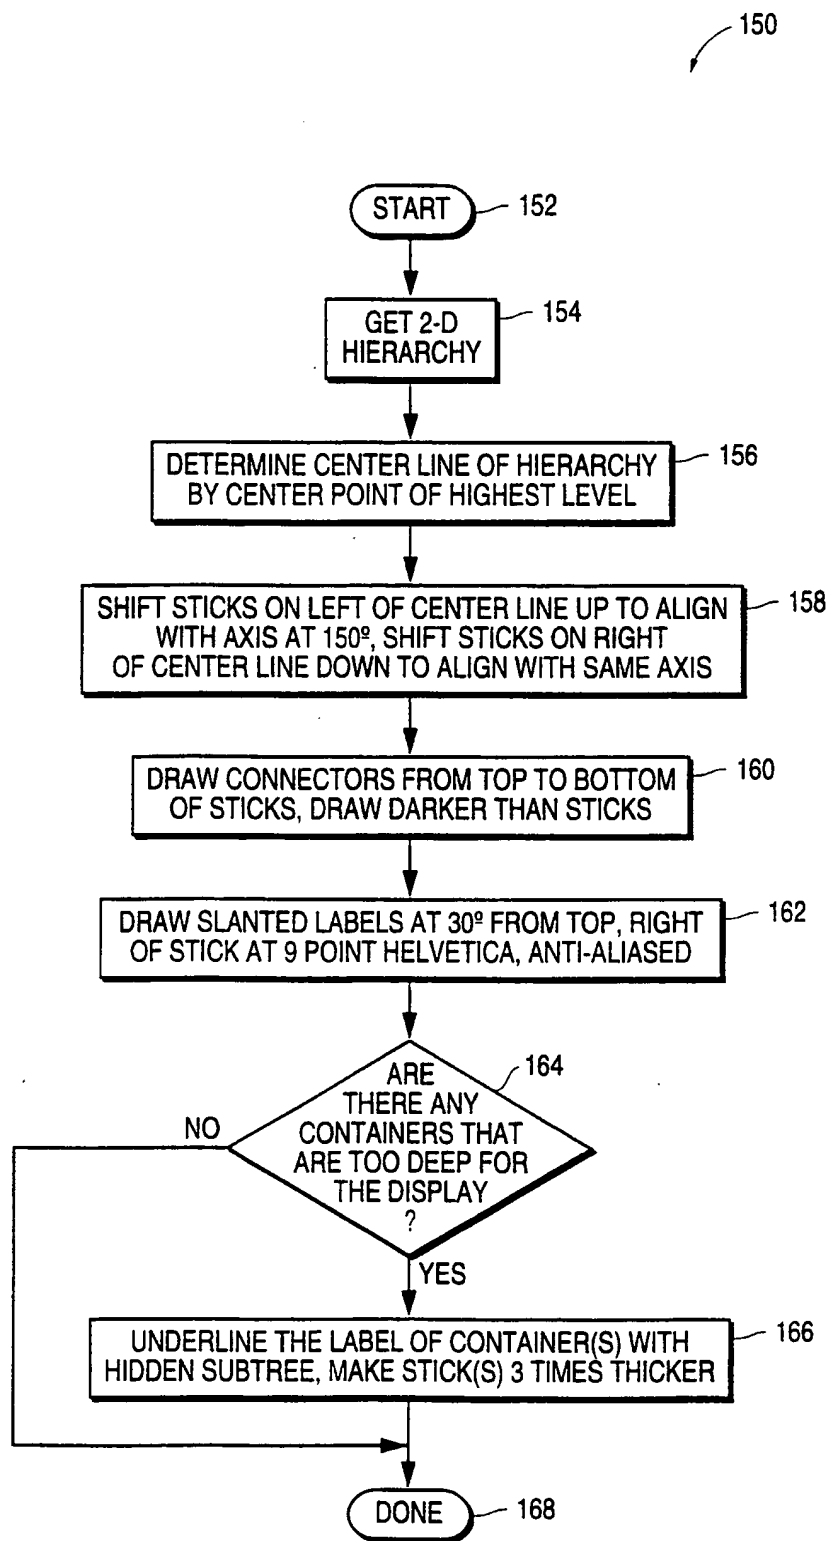 150
START
152
GET 2-D
HIERARCHY
154
DETERMINE CENTER LINE OF HIERARCHY
BY CENTER POINT OF HIGHEST LEVEL
156
SHIFT STICKS ON LEFT OF CENTER LINE UP TO ALIGN
WITH AXIS AT 150º, SHIFT STICKS ON RIGHT
OF CENTER LINE DOWN TO ALIGN WITH SAME AXIS
158
DRAW CONNECTORS FROM TOP TO BOTTOM
OF STICKS, DRAW DARKER THAN STICKS
160
DRAW SLANTED LABELS AT 30º FROM TOP, RIGHT
OF STICK AT 9 POINT HELVETICA, ANTI-ALIASED
162
ARE
THERE ANY
CONTAINERS THAT
ARE TOO DEEP FOR
THE DISPLAY
?
164
NO
YES
UNDERLINE THE LABEL OF CONTAINER(S) WITH
HIDDEN SUBTREE, MAKE STICK(S) 3 TIMES THICKER
166
DONE
168